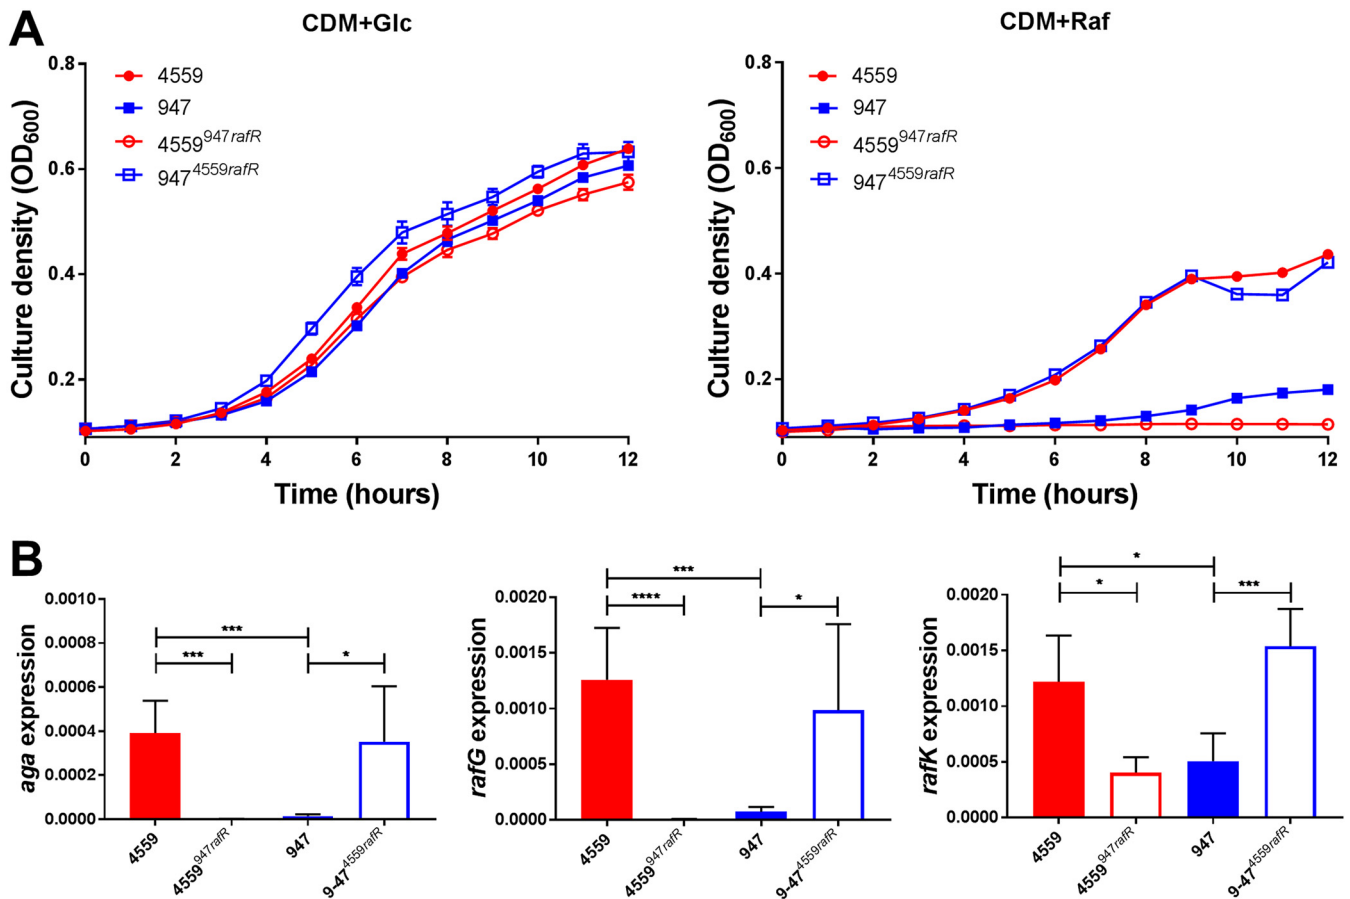 A
CDM+Glc
CDM+Raf
0.8
0.6
0.4
0.2
Culture density (OD600)
4559
947
4559947rafR
9474559rafR
0 2 4 6 8 10 12
Time (hours)
0.8
0.6
0.4
0.2
Culture density (OD600)
4559
947
4559947rafR
9474559rafR
0 2 4 6 8 10 12
Time (hours)
B
aga expression
0.0010
0.0008
0.0006
0.0004
0.0002
0.0000
***
*** *
4559 4559947rafR 947 9-474559rafR
rafG expression
0.0020
0.0015
0.0010
0.0005
0.0000
***
**** *
4559 4559947rafR 947 9-474559rafR
rafK expression
0.0020
0.0015
0.0010
0.0005
0.0000
*
* ***
4559 4559947rafR 947 9-474559rafR